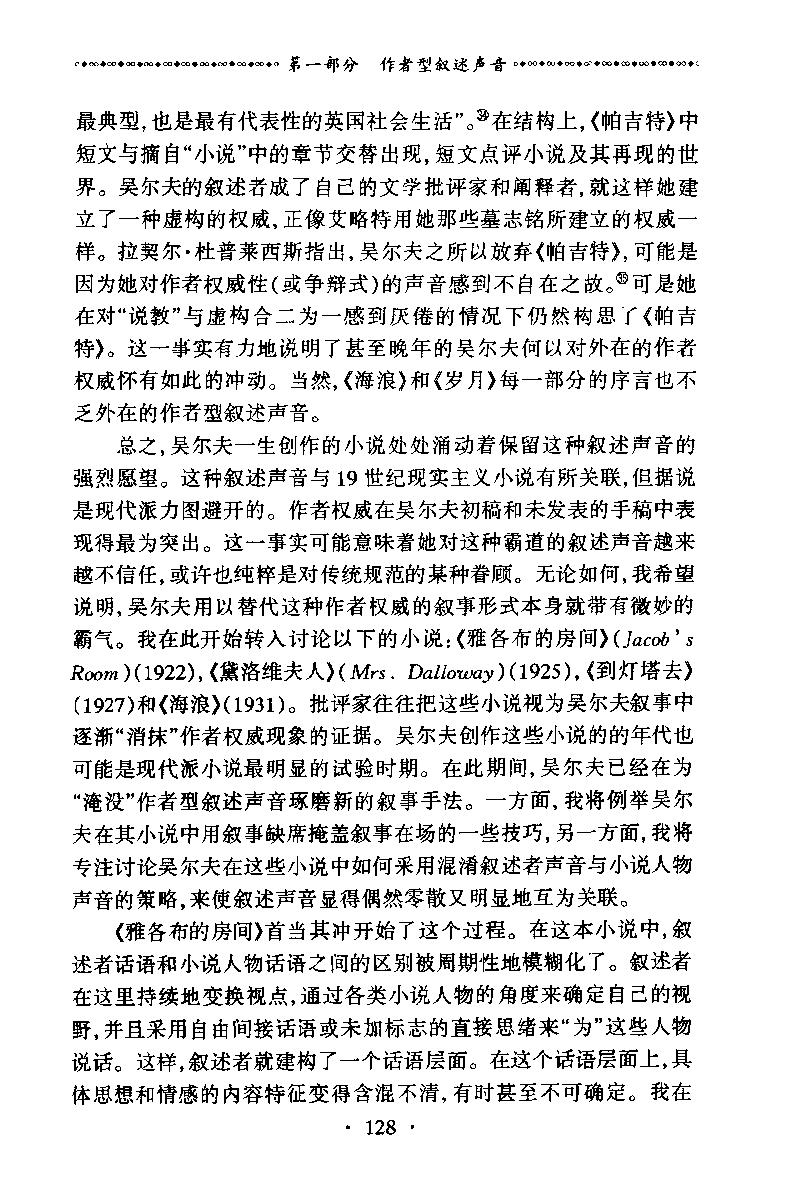 第一部分　作者型叙述声音
最典型,也是最有代表性的英国社会生活”。㉞在结构上,《帕吉特》中
短文与摘自“小说”中的章节交替出现,短文点评小说及其再现的世
界。吴尔夫的叙述者成了自己的文学批评家和阐释者,就这样她建
立了一种虚构的权威,正像艾略特用她那些墓志铭所建立的权威一
样。拉契尔·杜普莱西斯指出,吴尔夫之所以放弃《帕吉特》,可能是
因为她对作者权威性(或争辩式)的声音感到不自在之故。㉟可是她
在对“说教”与虚构合二为一感到厌倦的情况下仍然构思了《帕吉
特》。这一事实有力地说明了甚至晚年的吴尔夫何以对外在的作者
权威怀有如此的冲动。当然,《海浪》和《岁月》每一部分的序言也不
乏外在的作者型叙述声音。
总之,吴尔夫一生创作的小说处处涌动着保留这种叙述声音的
强烈愿望。这种叙述声音与 19 世纪现实主义小说有所关联,但据说
是现代派力图避开的。作者权威在吴尔夫初稿和未发表的手稿中表
现得最为突出。这一事实可能意味着她对这种霸道的叙述声音越来
越不信任,或许也纯粹是对传统规范的某种眷顾。无论如何,我希望
说明,吴尔夫用以替代这种作者权威的叙事形式本身就带有微妙的
霸气。我在此开始转入讨论以下的小说:《雅各布的房间》(Jacob's
Room)(1922),《黛洛维夫人》(Mrs. Dalloway)(1925),《到灯塔去》
(1927)和《海浪》(1931)。批评家往往把这些小说视为吴尔夫叙事中
逐渐“消抹”作者权威现象的证据。吴尔夫创作这些小说的的年代也
可能是现代派小说最明显的试验时期。在此期间,吴尔夫已经在为
“淹没”作者型叙述声音琢磨新的叙事手法。一方面,我将例举吴尔
夫在其小说中用叙事缺席掩盖叙事在场的一些技巧,另一方面,我将
专注讨论吴尔夫在这些小说中如何采用混淆叙述者声音与小说人物
声音的策略,来使叙述声音显得偶然零散又明显地互为关联。
《雅各布的房间》首当其冲开始了这个过程。在这本小说中,叙
述者话语和小说人物话语之间的区别被周期性地模糊化了。叙述者
在这里持续地变换视点,通过各类小说人物的角度来确定自己的视
野,并且采用自由间接话语或未加标志的直接思绪来“为”这些人物
说话。这样,叙述者就建构了一个话语层面。在这个话语层面上,具
体思想和情感的内容特征变得含混不清,有时甚至不可确定。我在
· 128 ·